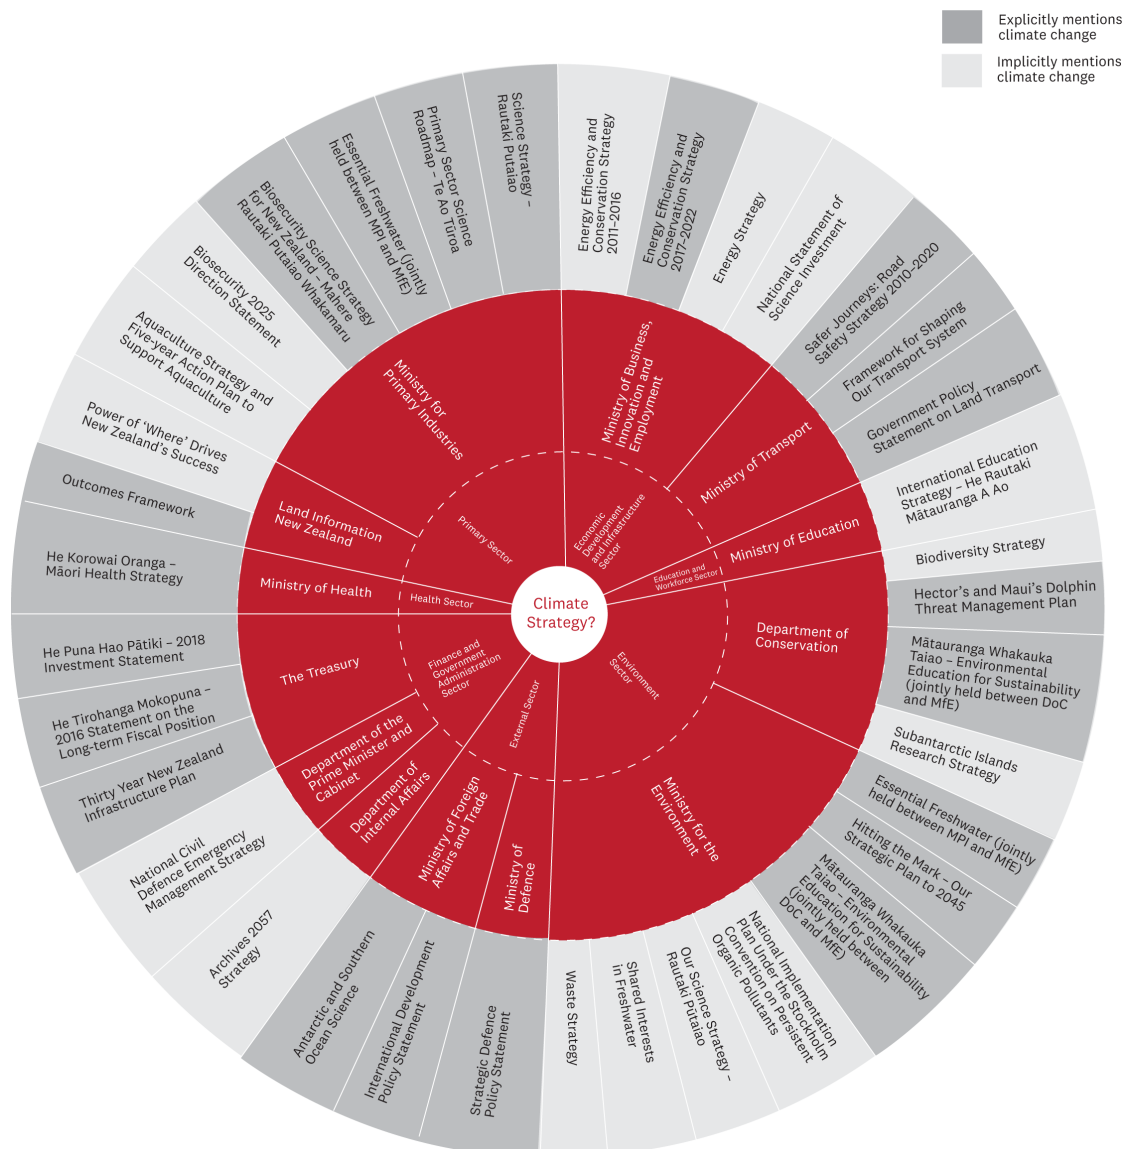 Explicitly mentions
climate change
Implicitly mentions
climate change
Climate
Strategy?
Economic
Development
and Infrastructure
Sector
Education and
Workforce Sector
Environment
Sector
External Sector
Finance and
Government
Administration
Sector
Health Sector
Primary Sector
Ministry of Business,
Innovation and
Employment
Ministry of Transport
Ministry of Education
Department of
Conservation
Ministry for the
Environment
Ministry of
Defence
Ministry of Foreign
Affairs and Trade
Department of
Internal Affairs
Department of the
Prime Minister and
Cabinet
The Treasury
Ministry of Health
Land Information
New Zealand
Ministry for
Primary Industries
Energy Efficiency and
Conservation Strategy
2011–2016
Energy Efficiency and
Conservation Strategy
2017–2022
Energy Strategy
National Statement of
Science Investment
Safer Journeys: Road
Safety Strategy 2010–2020
Framework for Shaping
Our Transport System
Government Policy
Statement on Land Transport
International Education
Strategy – He Rautaki
Mātauranga A Ao
Biodiversity Strategy
Hector's and Maui's Dolphin
Threat Management Plan
Mātauranga Whakauka
Taiao – Environmental
Education for Sustainability
(jointly held between DoC
and MfE)
Subantarctic Islands
Research Strategy
Essential Freshwater (jointly
held between MPI and MfE)
Hitting the Mark – Our
Strategic Plan to 2045
Mātauranga Whakauka
Taiao – Environmental
Education for Sustainability
(jointly held between
DoC and MfE)
National Implementation
Plan Under the Stockholm
Convention on Persistent
Organic Pollutants
Our Science Strategy –
Rautaki Pūtaiao
Shared Interests
in Freshwater
Waste Strategy
Strategic Defence
Policy Statement
International Development
Policy Statement
Antarctic and Southern
Ocean Science
Archives 2057
Strategy
National Civil
Defence Emergency
Management Strategy
Thirty Year New Zealand
Infrastructure Plan
He Tirohanga Mokopuna –
2016 Statement on the
Long-term Fiscal Position
He Puna Hao Pātiki – 2018
Investment Statement
He Korowai Oranga –
Māori Health Strategy
Outcomes Framework
Power of 'Where' Drives
New Zealand's Success
Aquaculture Strategy and
Five-year Action Plan to
Support Aquaculture
Biosecurity 2025
Direction Statement
Biosecurity Science Strategy
for New Zealand – Mahere
Rautaki Putaiao Whakamaru
Essential Freshwater (jointly
held between MPI and MfE)
Primary Sector Science
Roadmap – Te Ao Tūroa
Science Strategy –
Rautaki Putaiao